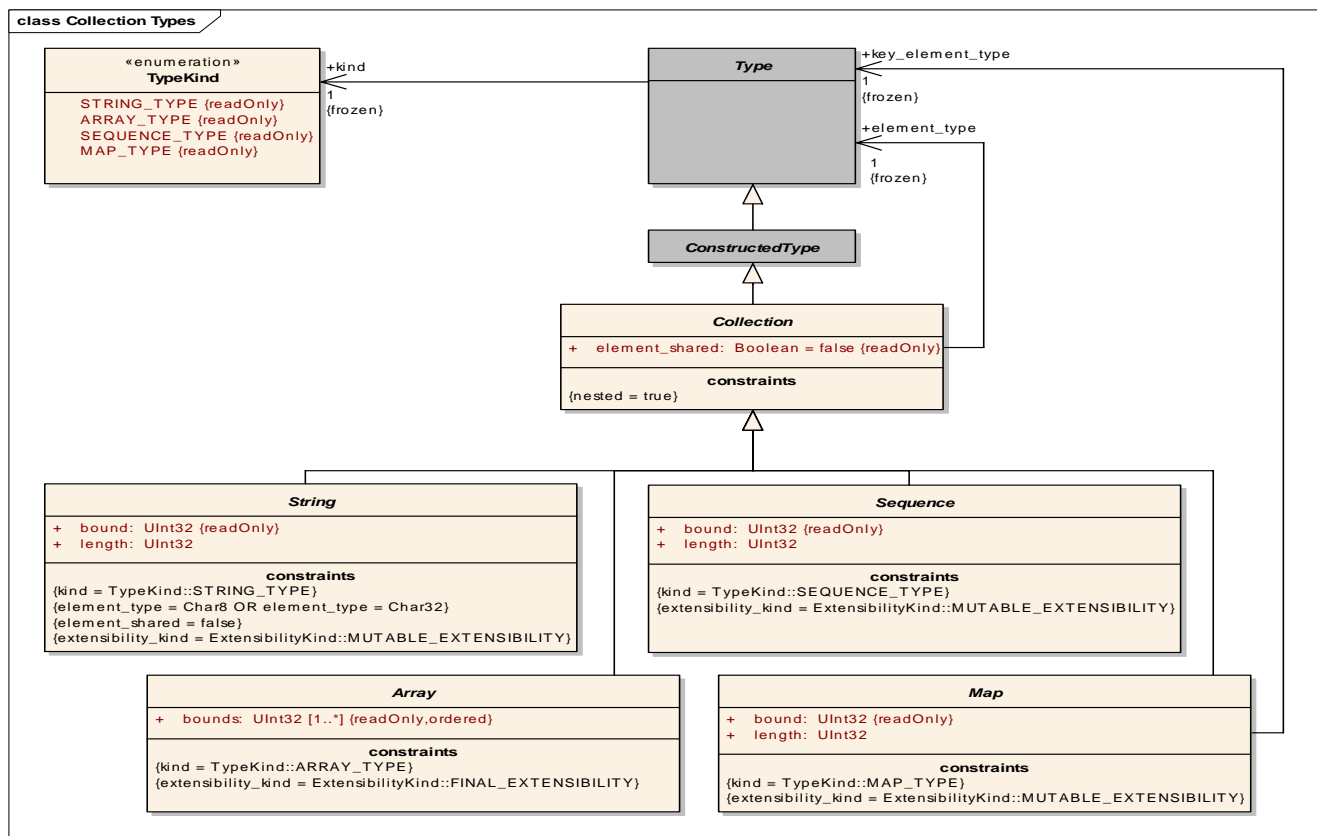 class Collection Types
«enumeration»
TypeKind
STRING_TYPE {readOnly}
ARRAY_TYPE {readOnly}
SEQUENCE_TYPE {readOnly}
MAP_TYPE {readOnly}
+kind
1
{frozen}
Type
+key_element_type
1
{frozen}
+element_type
1
{frozen}
ConstructedType
Collection
+ element_shared: Boolean = false {readOnly}
constraints
{nested = true}
String
+ bound: UInt32 {readOnly}
+ length: UInt32
constraints
{kind = TypeKind::STRING_TYPE}
{element_type = Char8 OR element_type = Char32}
{element_shared = false}
{extensibility_kind = ExtensibilityKind::MUTABLE_EXTENSIBILITY}
Sequence
+ bound: UInt32 {readOnly}
+ length: UInt32
constraints
{kind = TypeKind::SEQUENCE_TYPE}
{extensibility_kind = ExtensibilityKind::MUTABLE_EXTENSIBILITY}
Array
+ bounds: UInt32 [1..*] {readOnly,ordered}
constraints
{kind = TypeKind::ARRAY_TYPE}
{extensibility_kind = ExtensibilityKind::FINAL_EXTENSIBILITY}
Map
+ bound: UInt32 {readOnly}
+ length: UInt32
constraints
{kind = TypeKind::MAP_TYPE}
{extensibility_kind = ExtensibilityKind::MUTABLE_EXTENSIBILITY}